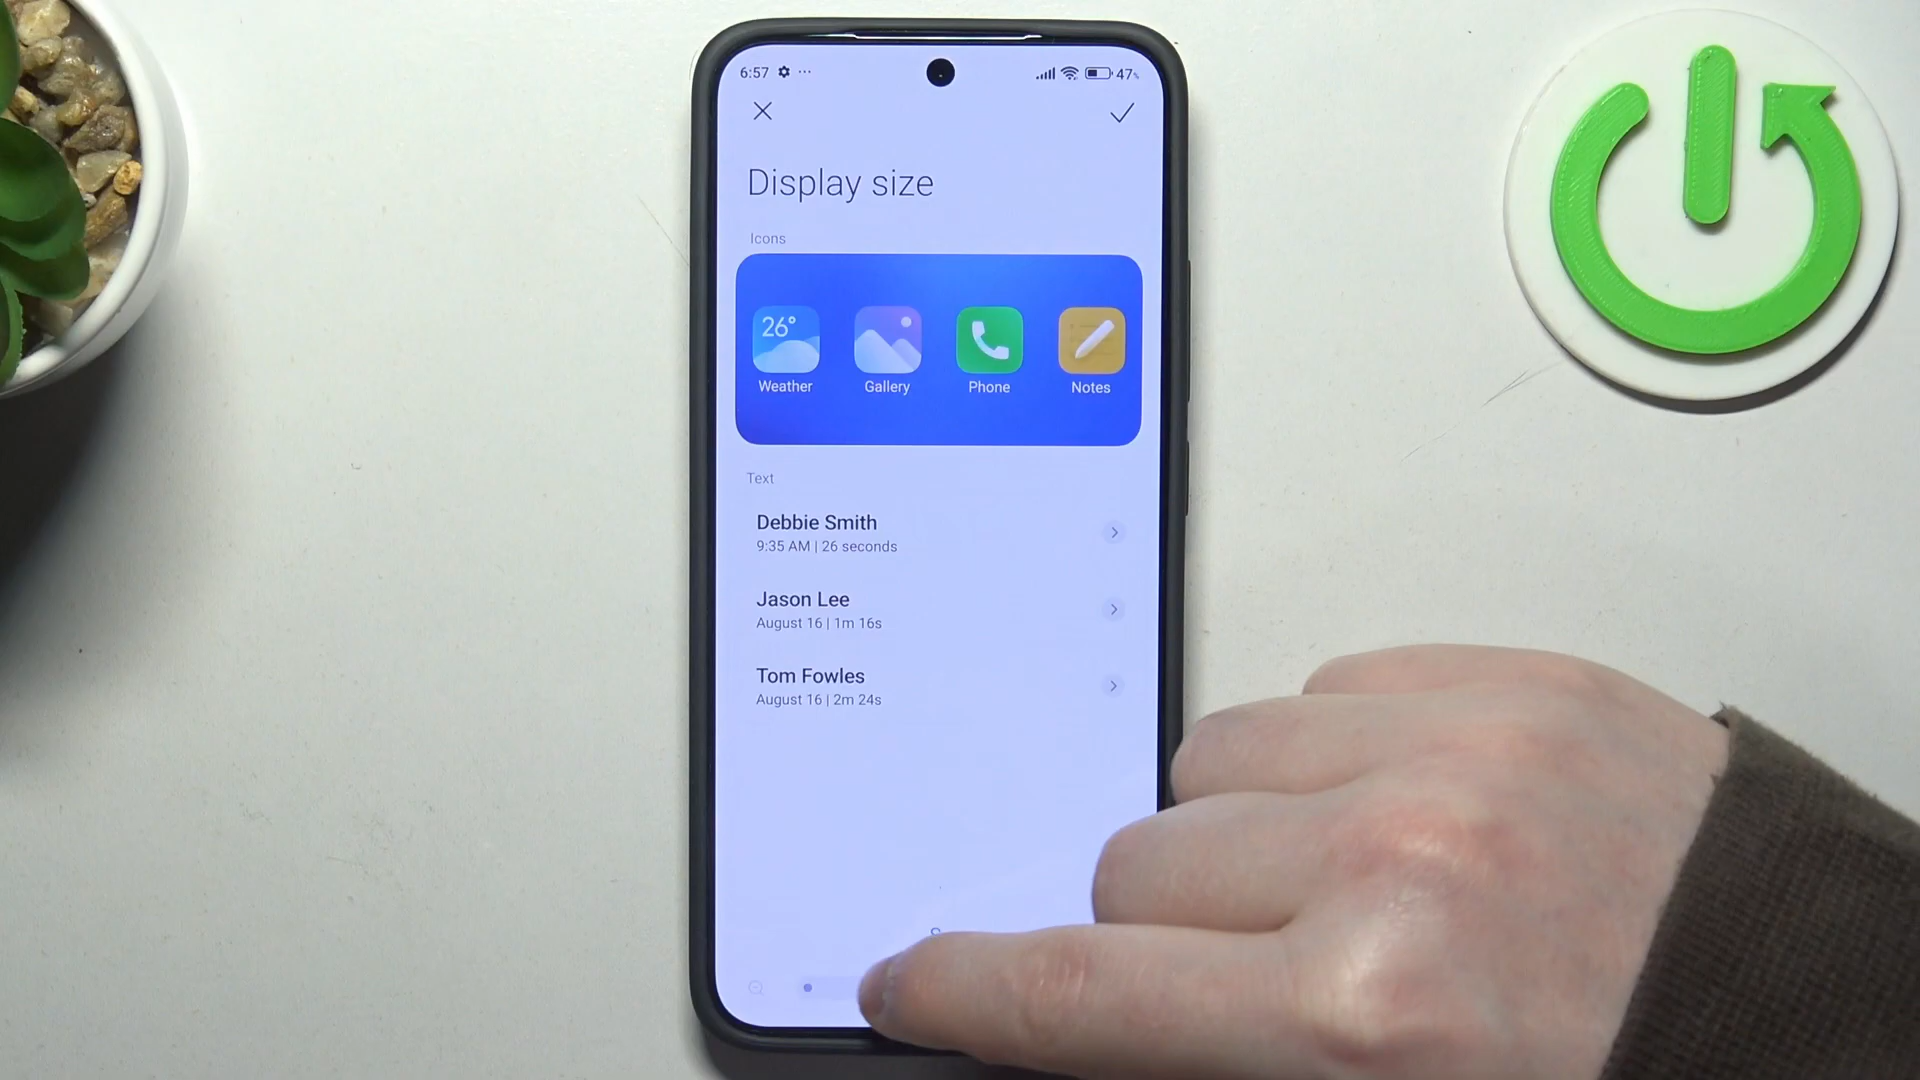 6:57 47%
Display size
Icons
26°
Weather Gallery Phone Notes
Text
Debbie Smith
9:35 AM | 26 seconds
Jason Lee
August 16 | 1m 16s
Tom Fowles
August 16 | 2m 24s